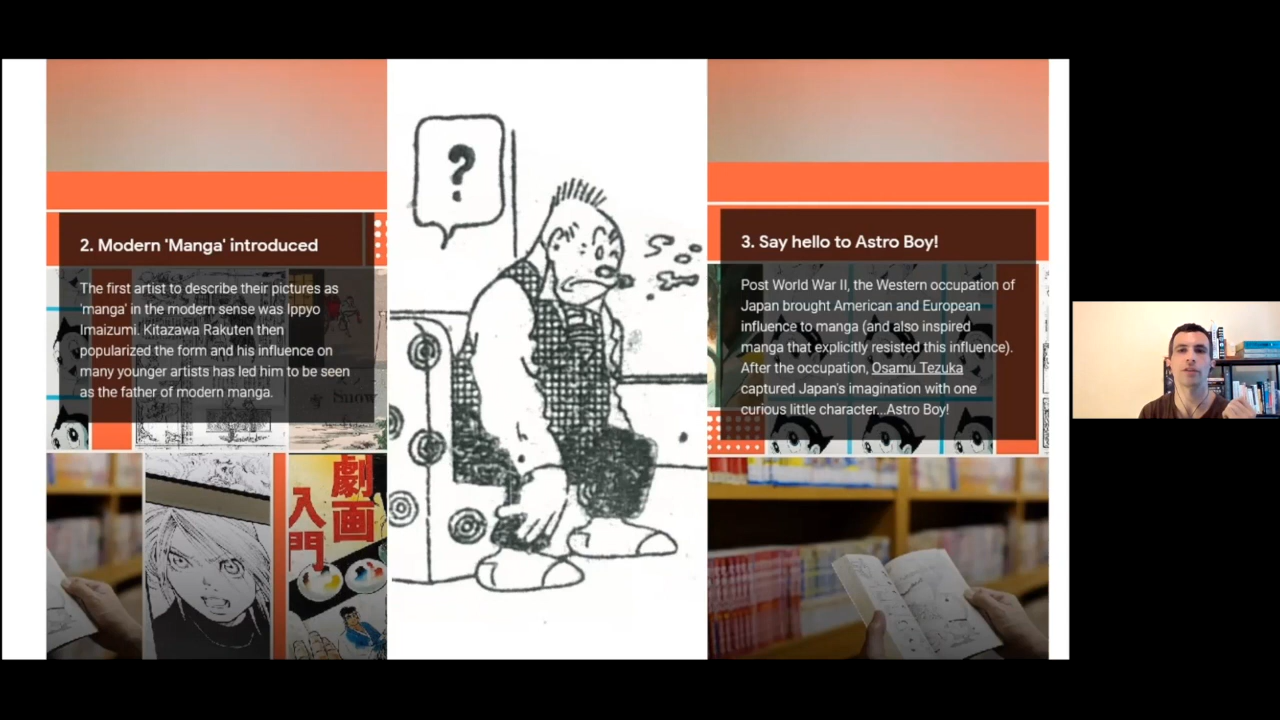 2. Modern 'Manga' introduced
The first artist to describe their pictures as
'manga' in the modern sense was Ippyo
Imaizumi. Kitazawa Rakuten then
popularized the form and his influence on
many younger artists has led him to be seen
as the father of modern manga.
Snow
劇画
入門
?
3. Say hello to Astro Boy!
Post World War II, the Western occupation of
Japan brought American and European
influence to manga (and also inspired
manga that explicitly resisted this influence).
After the occupation, Osamu Tezuka
captured Japan's imagination with one
curious little character...Astro Boy!